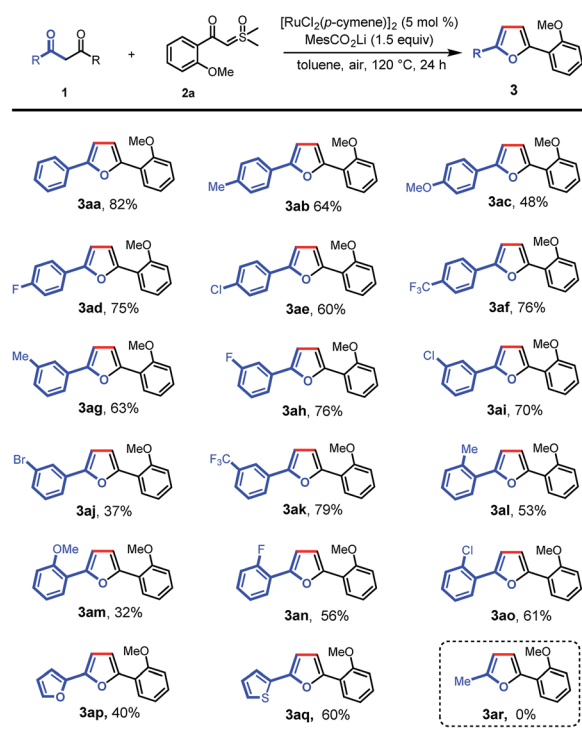 O O
R R
1
+
O
S
OMe
2a
[RuCl2(p-cymene)]2 (5 mol %)
MesCO2Li (1.5 equiv)
toluene, air, 120 °C, 24 h
MeO
R O
3
MeO
O
3aa, 82%
MeO
Me O
3ab 64%
MeO
MeO O
3ac, 48%
MeO
F O
3ad, 75%
MeO
Cl O
3ae, 60%
MeO
F3C O
3af, 76%
Me MeO
O
3ag, 63%
F MeO
O
3ah, 76%
Cl MeO
O
3ai, 70%
Br MeO
O
3aj, 37%
F3C MeO
O
3ak, 79%
Me MeO
O
3al, 53%
OMe MeO
O
3am, 32%
F MeO
O
3an, 56%
Cl MeO
O
3ao, 61%
MeO
O O
3ap, 40%
MeO
S O
3aq, 60%
MeO
Me O
3ar, 0%